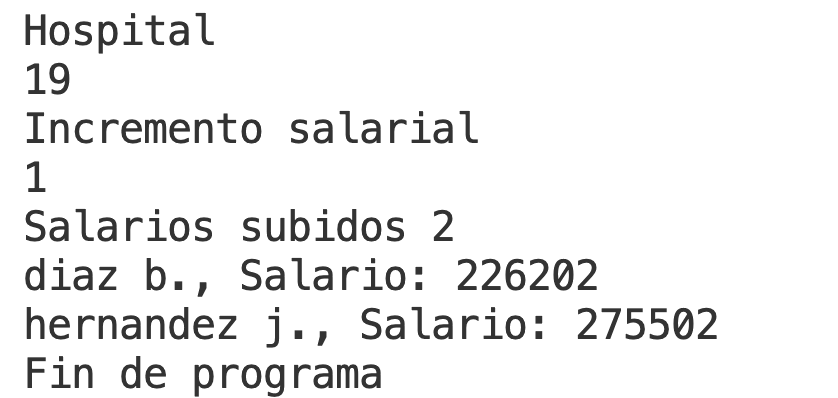 Hospital
19
Incremento salarial
1
Salarios subidos 2
diaz b., Salario: 226202
hernandez j., Salario: 275502
Fin de programa